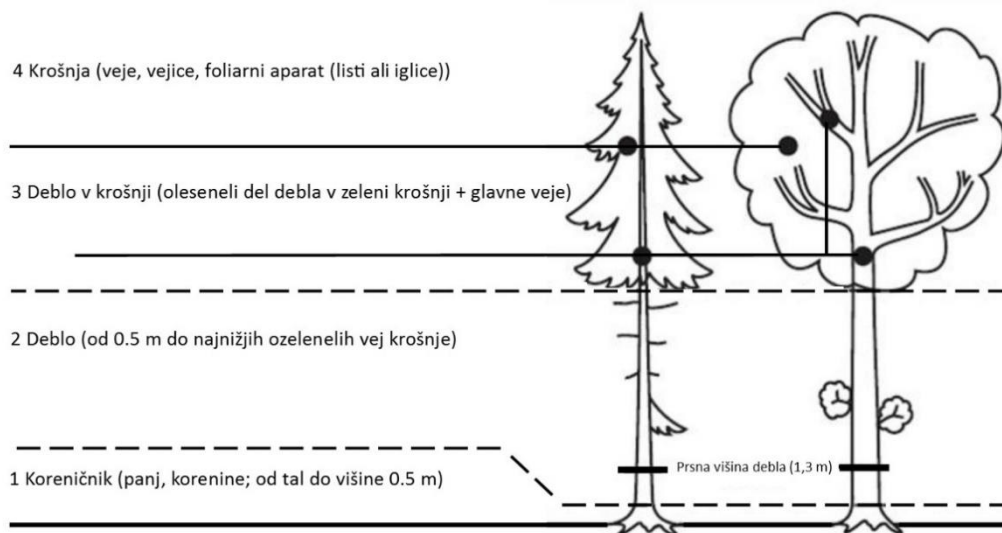 4 Krošnja (veje, vejice, foliarni aparat (listi ali iglice))
3 Deblo v krošnji (oleseneli del debla v zeleni krošnji + glavne veje)
2 Deblo (od 0.5 m do najnižjih ozelenelih vej krošnje)
Prsna višina debla (1,3 m)
1 Koreničnik (panj, korenine; od tal do višine 0.5 m)